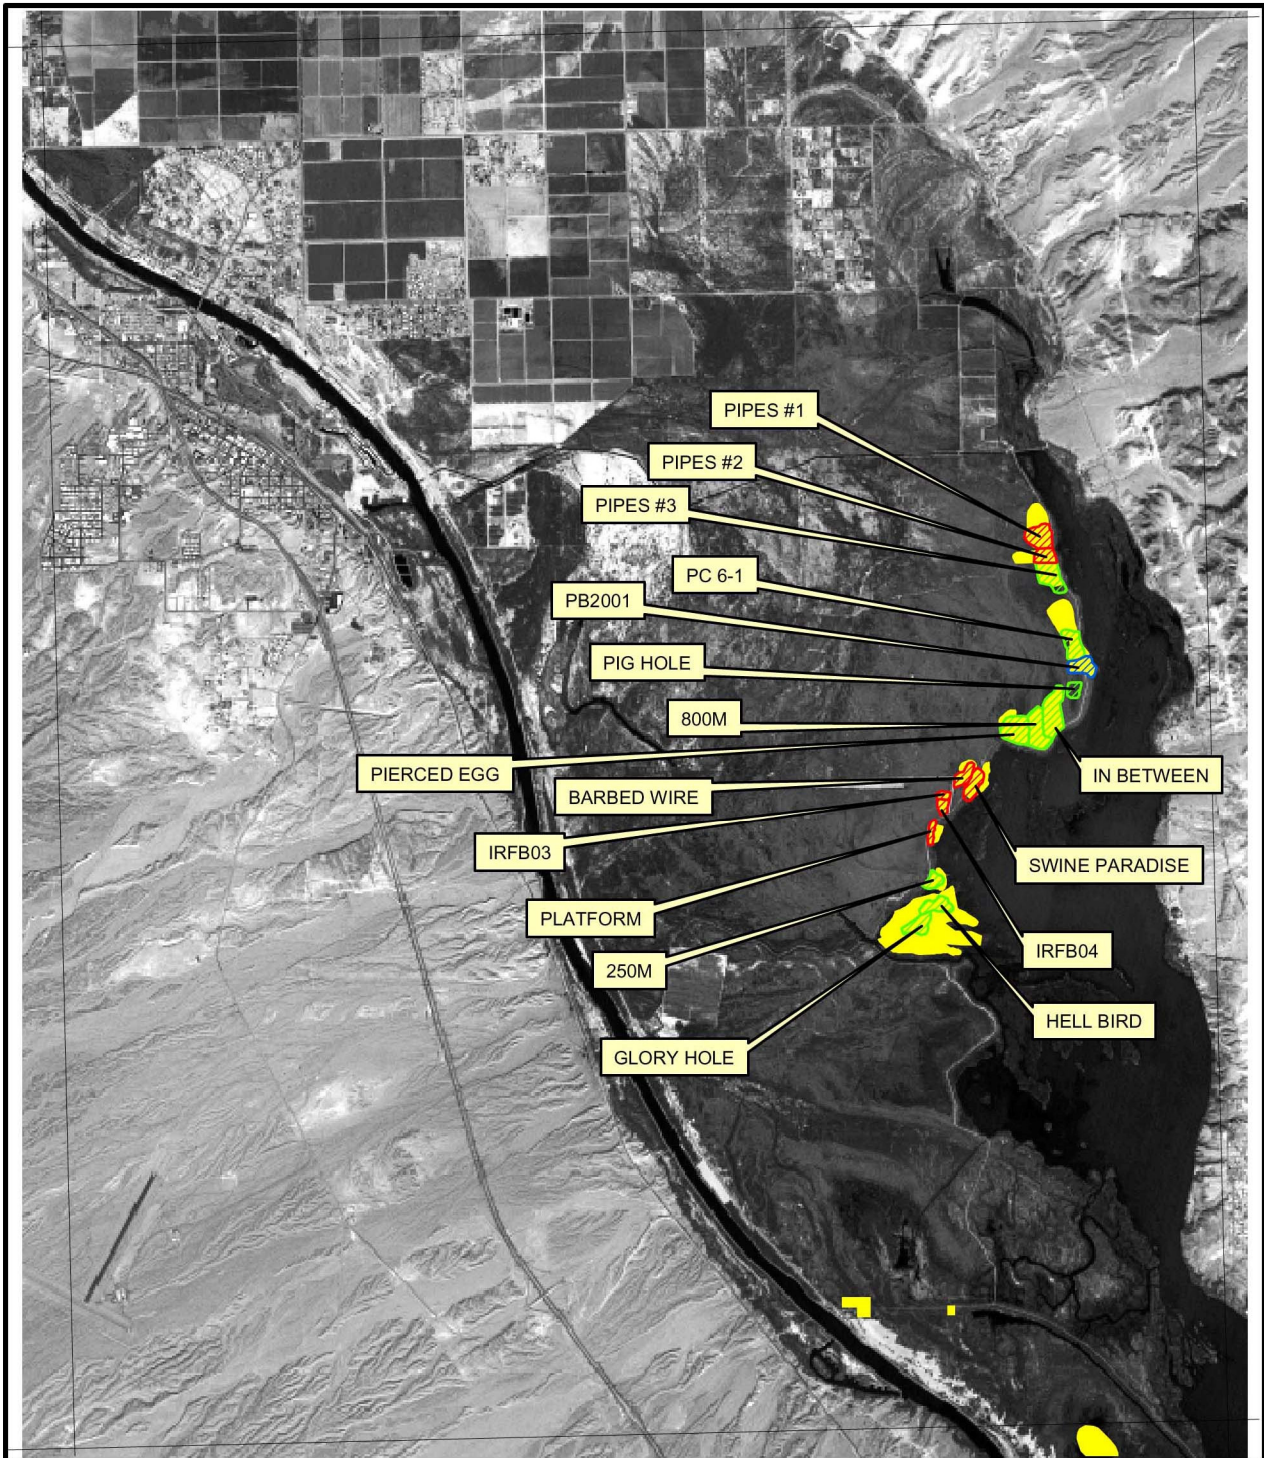 PIPES #1
PIPES #2
PIPES #3
PC 6-1
PB2001
PIG HOLE
800M
PIERCED EGG
IN BETWEEN
BARBED WIRE
IRFB03
SWINE PARADISE
PLATFORM
IRFB04
250M
HELL BIRD
GLORY HOLE